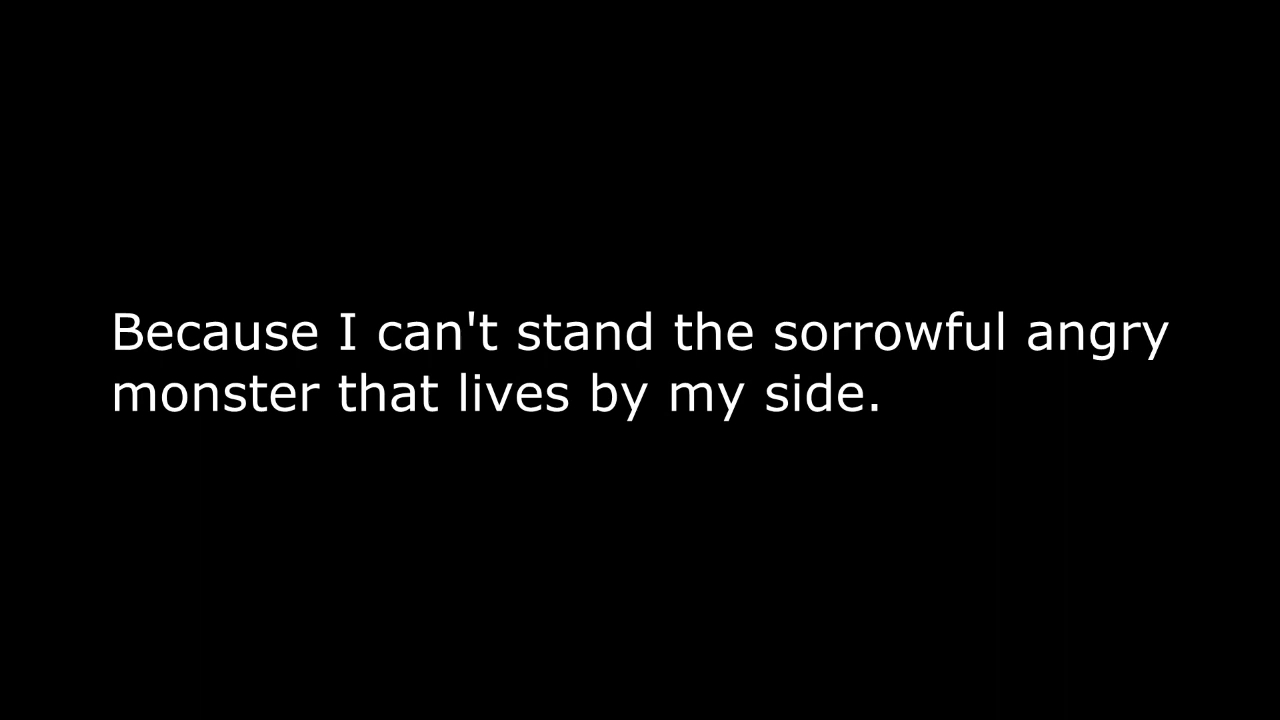 Because I can't stand the sorrowful angry
monster that lives by my side.